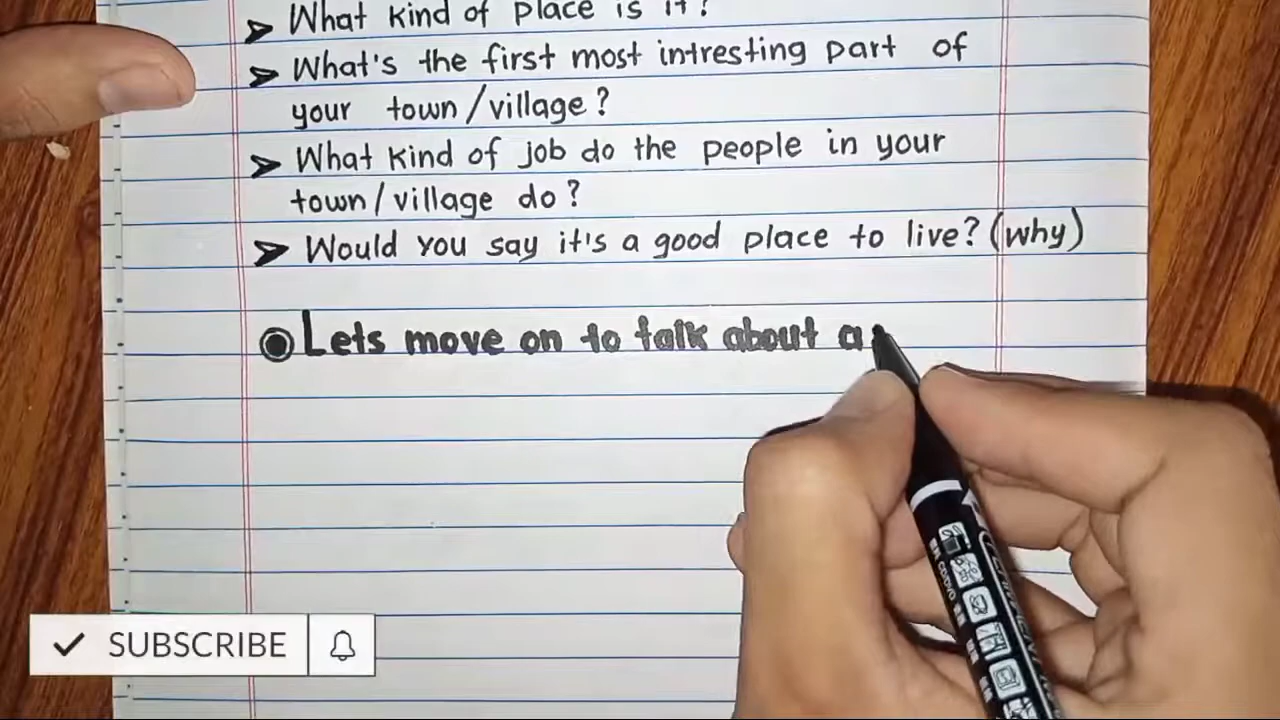 ➤ What kind of place is it?
➤ What's the first most intresting part of
your town/village?
➤ What kind of job do the people in your
town/village do?
➤ Would you say it's a good place to live? (why)
Lets move on to talk about
SUBSCRIBE
CD/DVD